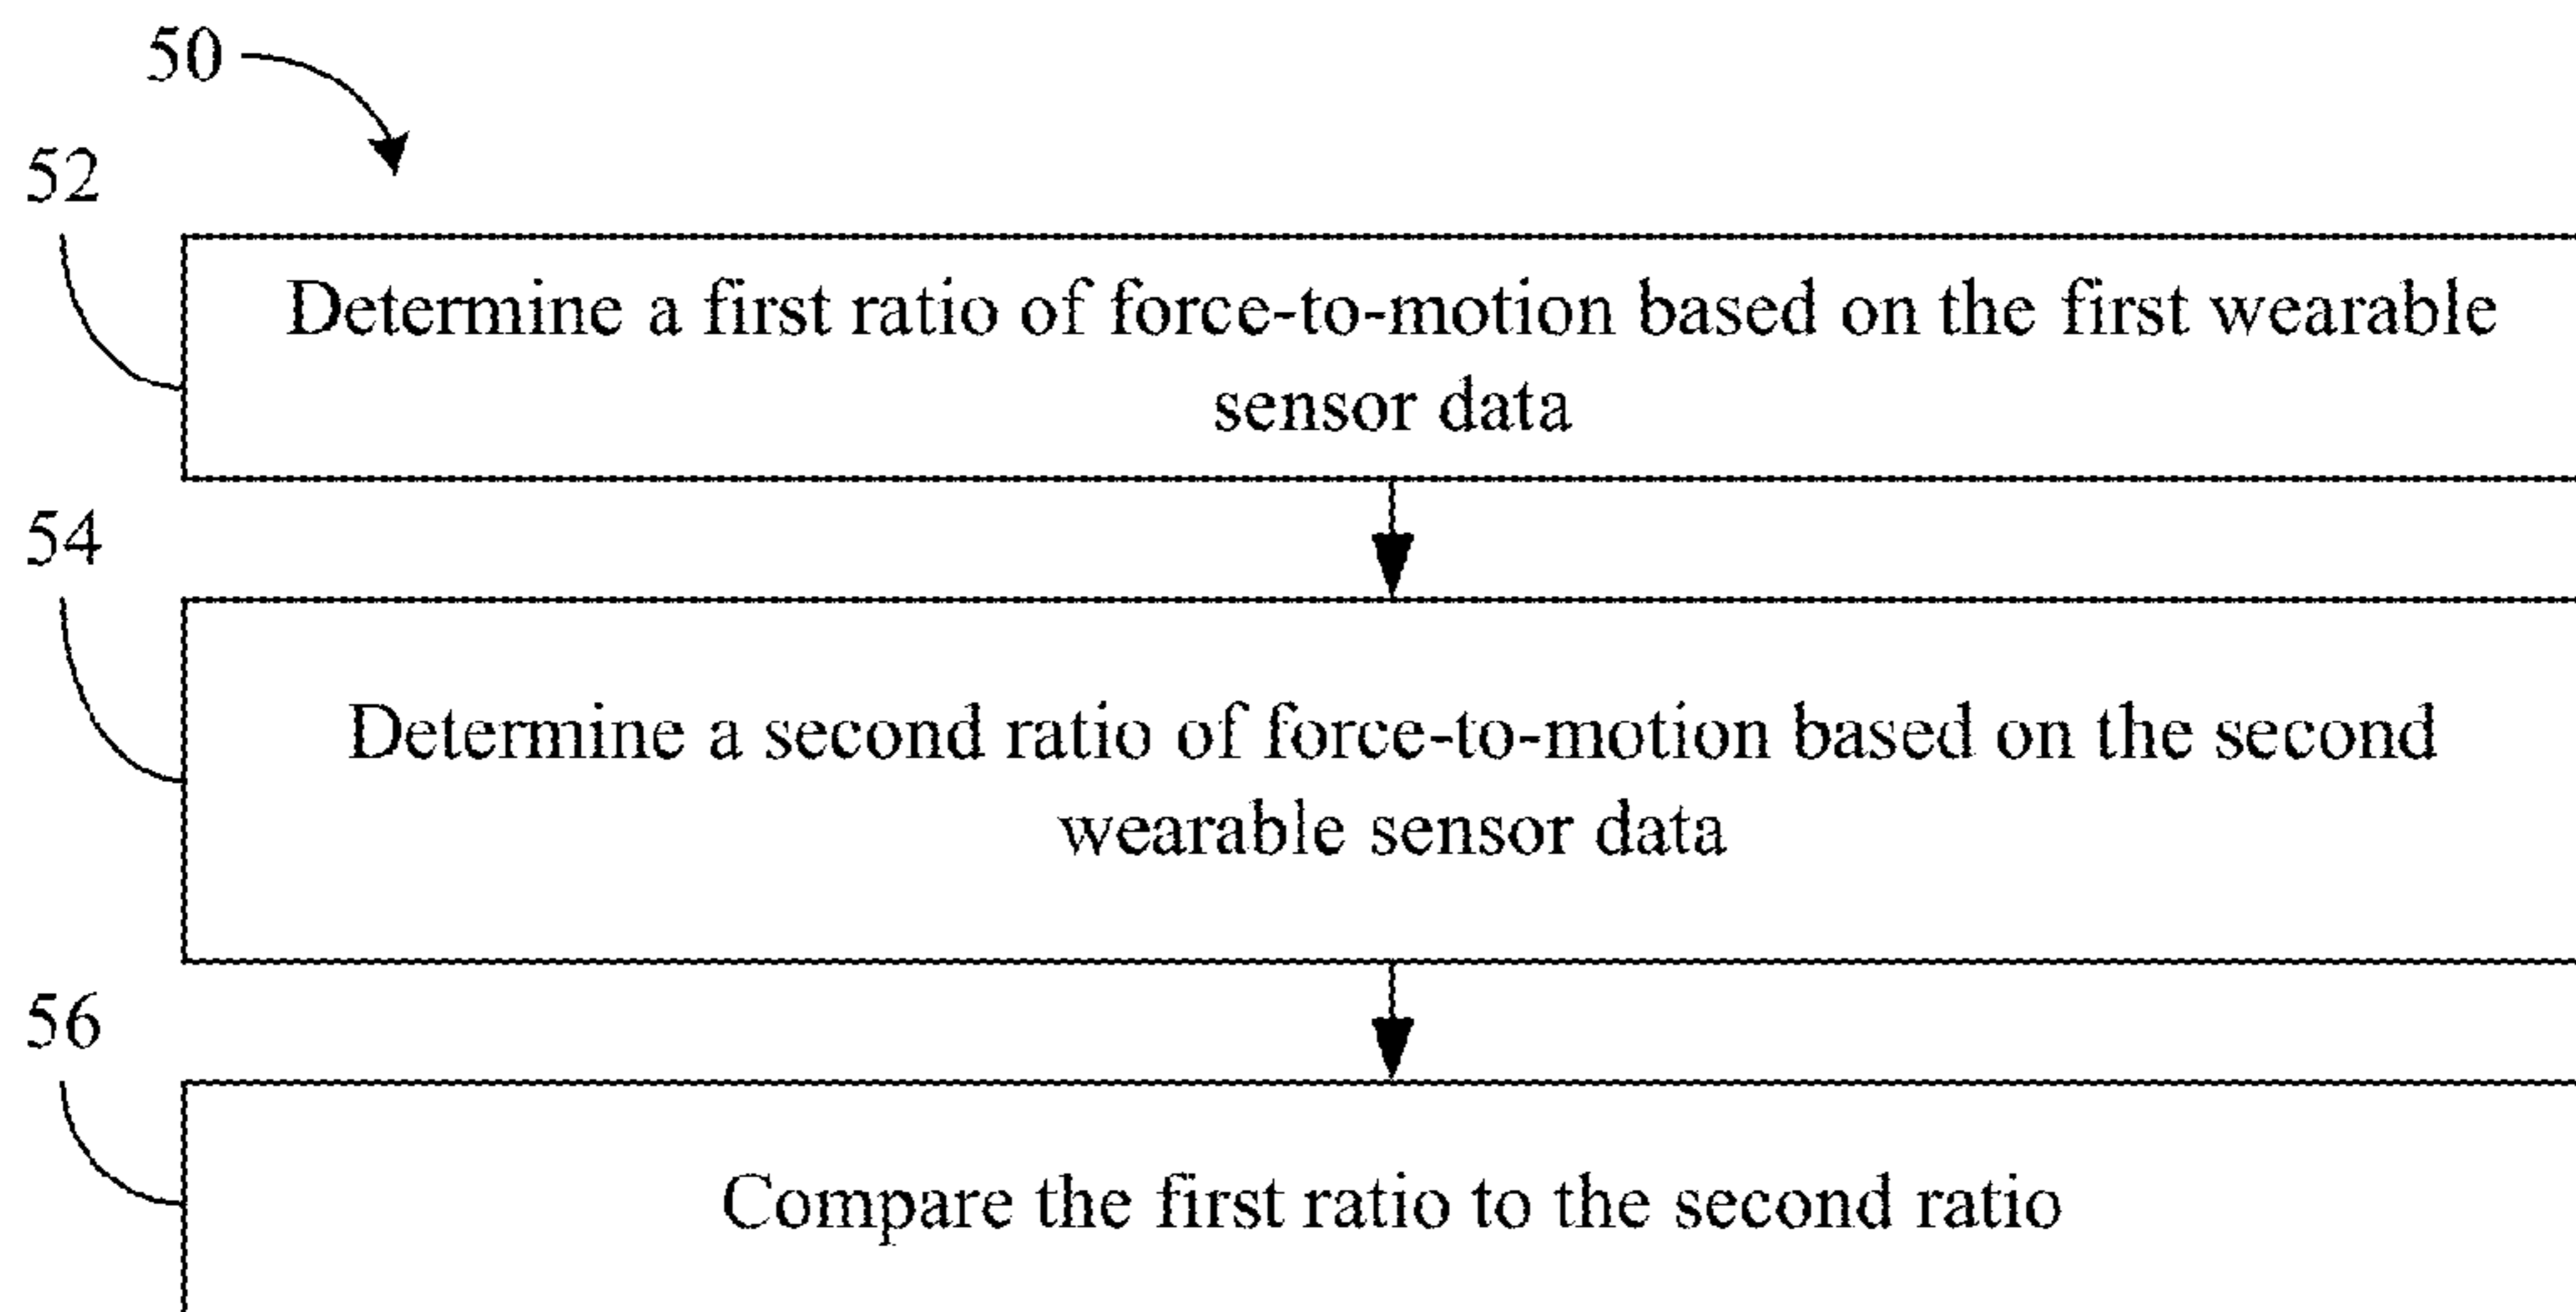 50
52
Determine a first ratio of force-to-motion based on the first wearable
sensor data
54
Determine a second ratio of force-to-motion based on the second
wearable sensor data
56
Compare the first ratio to the second ratio